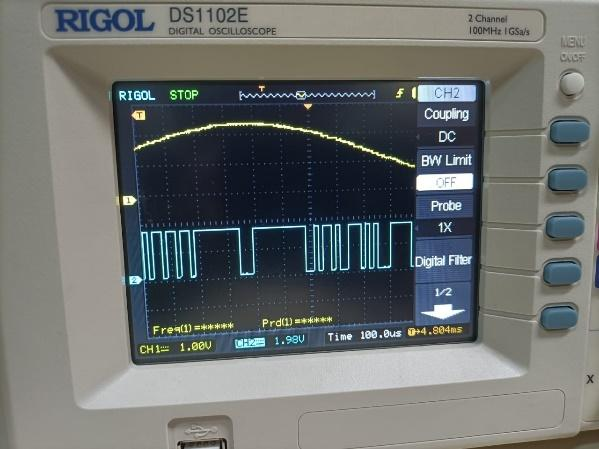 RIGOL DS1102E
DIGITAL OSCILLOSCOPE
2 Channel
100MHz 1GSa/s
MENU
ON/OFF
RIGOL STOP
T
CH2
Coupling
DC
BW Limit
OFF
Probe
1X
Digital Filter
1/2
T
1
2
Freq(1)=***** Prd(1)=*****
CH1 1.00V CH2 1.98V Time 100.0us T→4.804ms
X